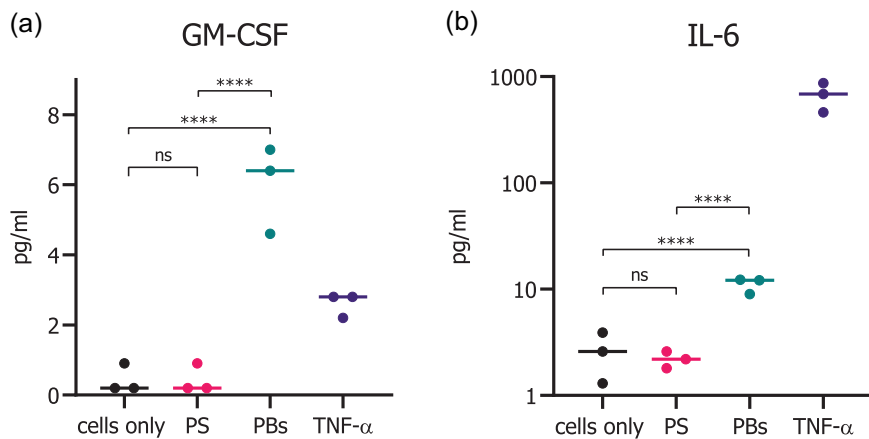 (a)
GM-CSF
pg/ml
8
6
4
2
0
****
****
ns
cells only PS PBs TNF-α
(b)
IL-6
pg/ml
1000
100
10
1
****
****
ns
cells only PS PBs TNF-α